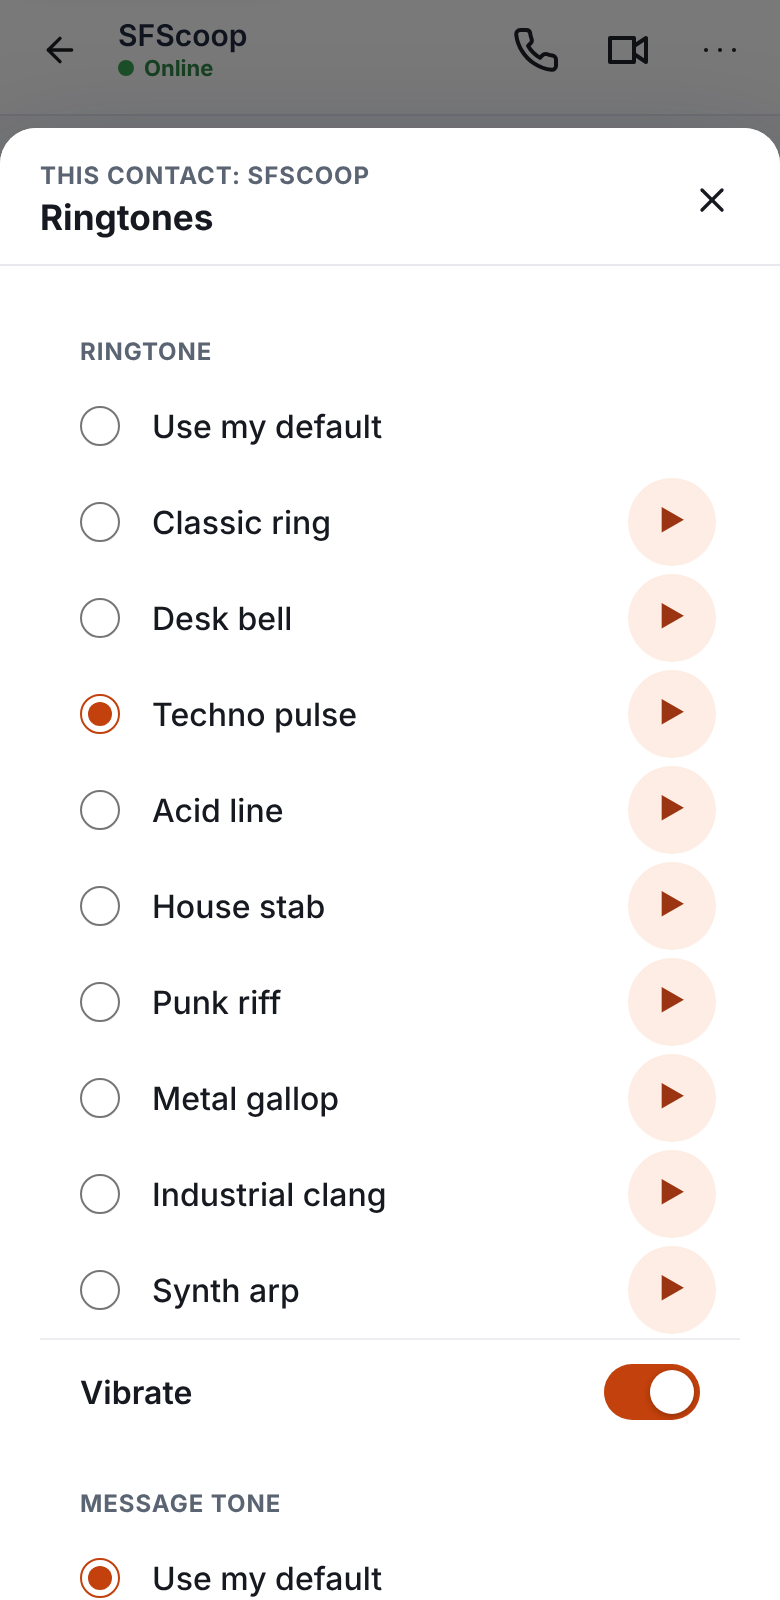 SFScoop
Online
THIS CONTACT: SFSCOOP
Ringtones
RINGTONE
Use my default
Classic ring
Desk bell
Techno pulse
Acid line
House stab
Punk riff
Metal gallop
Industrial clang
Synth arp
Vibrate
MESSAGE TONE
Use my default